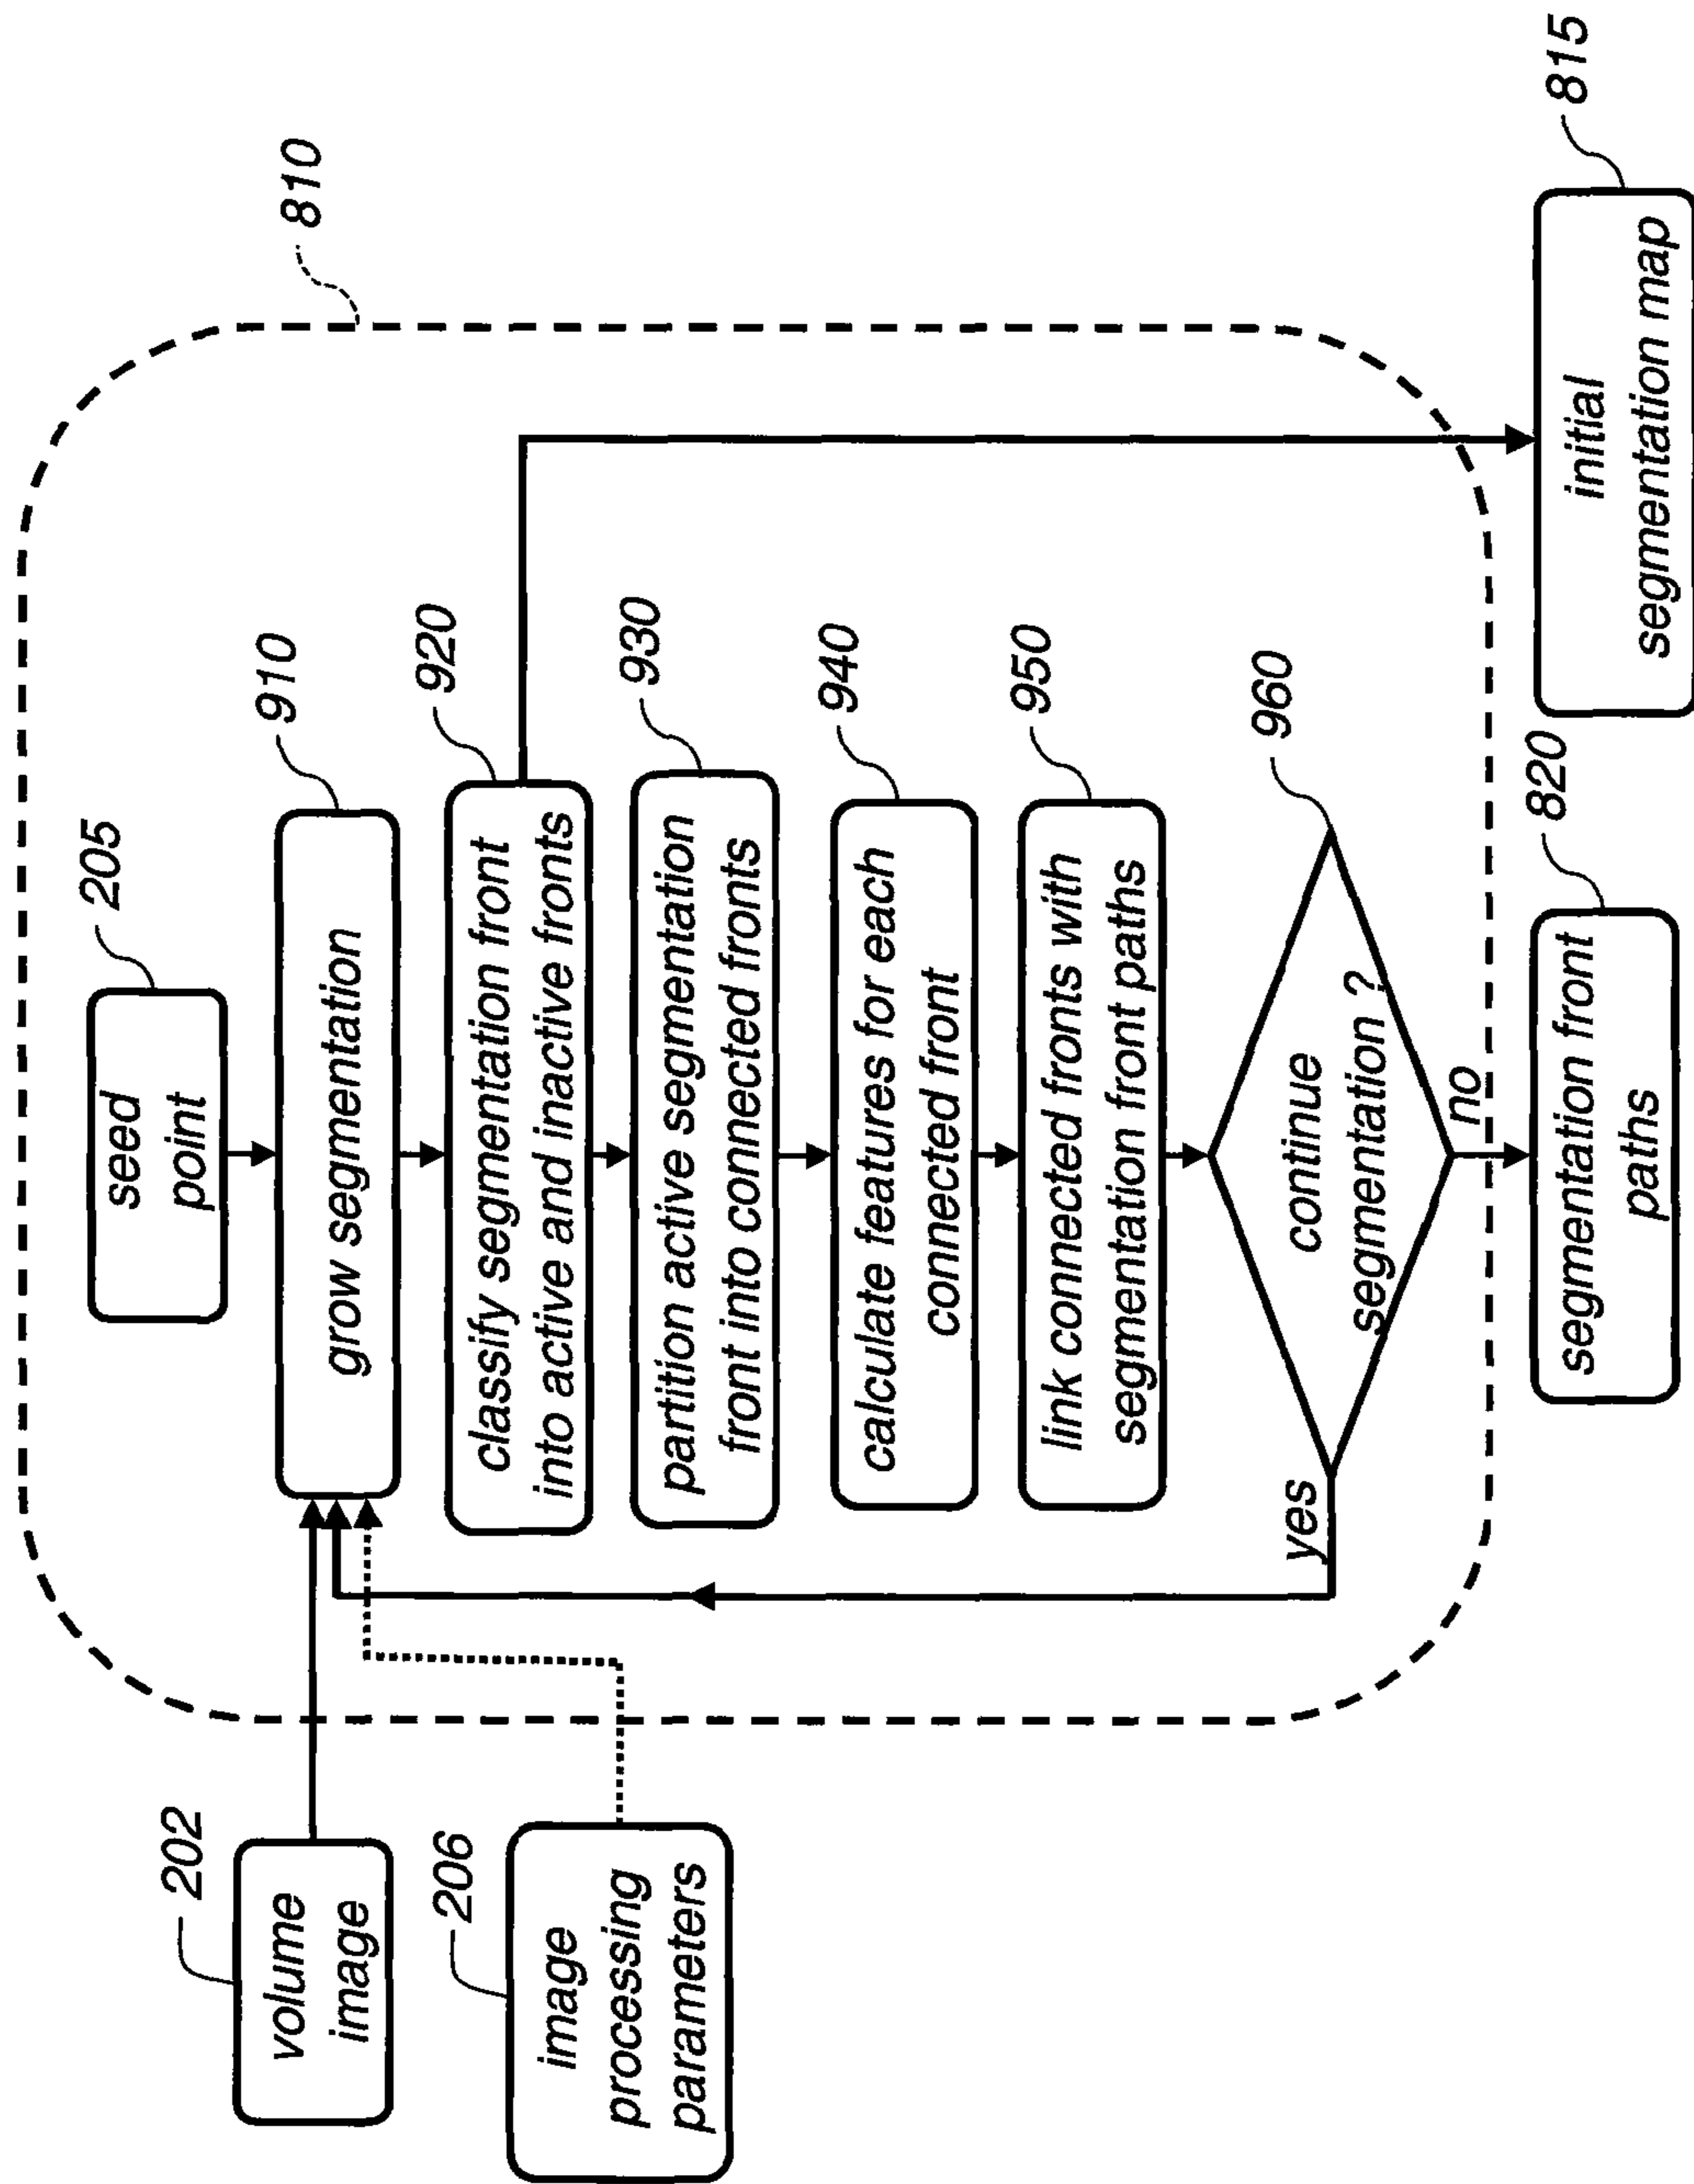 810
205
seed
point
202
volume
image
206
image
processing
parameters
910
grow segmentation
920
classify segmentation front
into active and inactive fronts
930
partition active segmentation
front into connected fronts
940
calculate features for each
connected front
950
link connected fronts with
segmentation front paths
960
continue
segmentation ?
yes
no
820
segmentation front
paths
815
initial
segmentation map